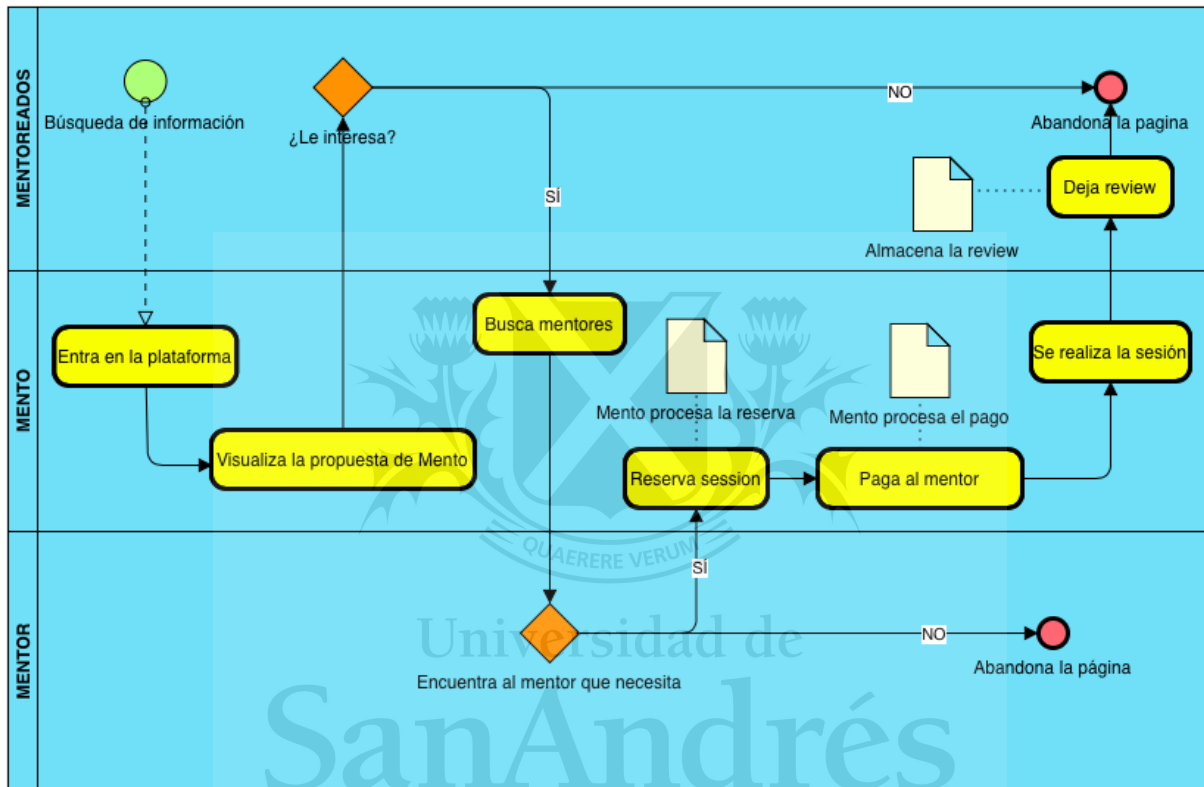 MENTOREADOS
Búsqueda de información
¿Le interesa?
NO
Abandona la pagina
SÍ
Deja review
Almacena la review
MENTO
Entra en la plataforma
Visualiza la propuesta de Mento
Busca mentores
Mento procesa la reserva
Mento procesa el pago
Se realiza la sesión
Reserva session
Paga al mentor
QUAERERE VERUM
SÍ
MENTOR
NO
Encuentra al mentor que necesita
Abandona la página
Universidad de
SanAndrés